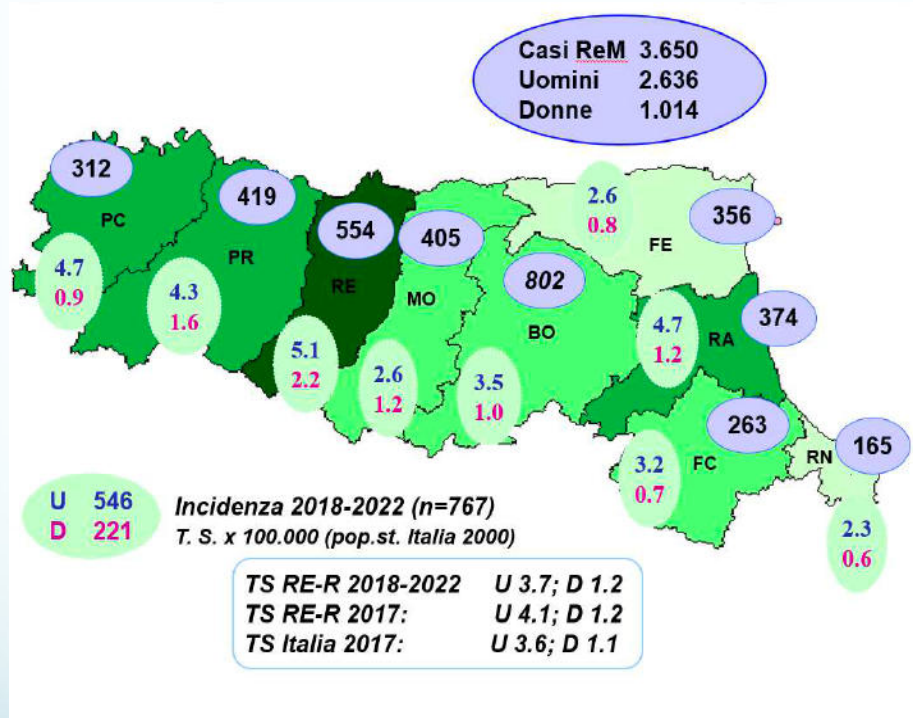 Casi ReM 3.650
Uomini 2.636
Donne 1.014
312
PC
4.7
0.9
419
PR
4.3
1.6
554
RE
5.1
2.2
405
MO
2.6
1.2
802
BO
3.5
1.0
2.6
0.8
FE
356
4.7
1.2
RA
374
263
FC
3.2
0.7
165
RN
2.3
0.6
U 546
D 221
Incidenza 2018-2022 (n=767)
T. S. x 100.000 (pop.st. Italia 2000)
TS RE-R 2018-2022 U 3.7; D 1.2
TS RE-R 2017: U 4.1; D 1.2
TS Italia 2017: U 3.6; D 1.1